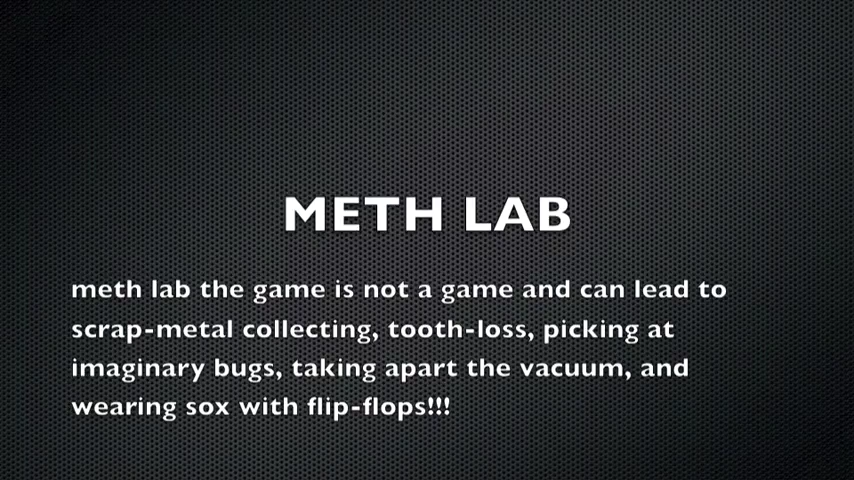 METH LAB
meth lab the game is not a game and can lead to
scrap-metal collecting, tooth-loss, picking at
imaginary bugs, taking apart the vacuum, and
wearing sox with flip-flops!!!